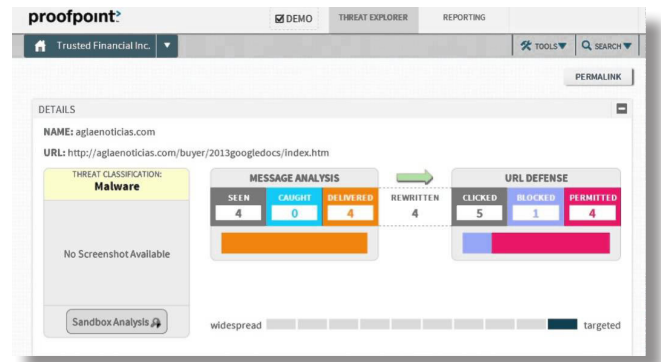 proofpoint
DEMO
THREAT EXPLORER
REPORTING
Trusted Financial Inc.
TOOLS
SEARCH
PERMALINK
DETAILS
NAME: aglaenoticias.com
URL: http://aglaenoticias.com/buyer/2013googledocs/index.htm
THREAT CLASSIFICATION:
Malware
No Screenshot Available
Sandbox Analysis
MESSAGE ANALYSIS
SEEN CAUGHT DELIVERED REWRITTEN
4 0 4 4
URL DEFENSE
CLICKED BLOCKED PERMITTED
5 1 4
widespread targeted